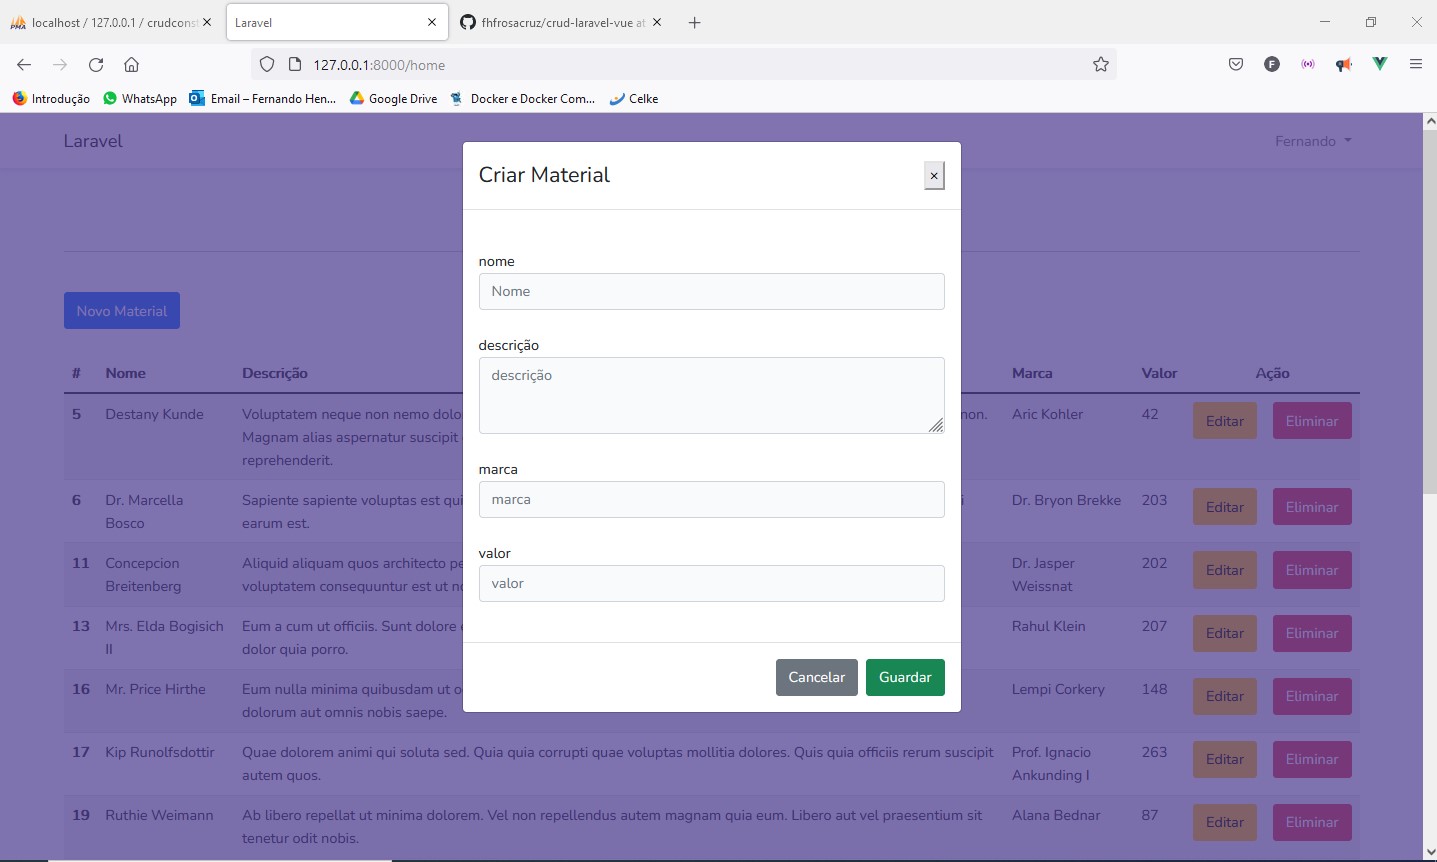 localhost / 127.0.0.1 / crudconst
Laravel
fhfrosacruz/crud-laravel-vue at
127.0.0.1:8000/home
F
Introdução
WhatsApp
Email – Fernando Hen...
Google Drive
Docker e Docker Com...
Celke
Laravel
Fernando
Criar Material
×
nome
Nome
descrição
descrição
marca
marca
valor
valor
Cancelar
Guardar
Novo Material
# Nome Descrição Marca Valor Ação
5 Destany Kunde Voluptatem neque non nemo non. Aric Kohler 42 Editar Eliminar
Magnam alias aspernatur suscipit
reprehenderit.
6 Dr. Marcella Sapiente sapiente voluptas est qui Dr. Bryon Brekke 203 Editar Eliminar
Bosco earum est.
11 Concepcion Aliquid aliquam quos architecto Dr. Jasper 202 Editar Eliminar
Breitenberg voluptatem consequuntur est ut Weissnat
13 Mrs. Elda Bogisich Eum a cum ut officiis. Sunt dolore Rahul Klein 207 Editar Eliminar
II dolor quia porro.
16 Mr. Price Hirthe Eum nulla minima quibusdam ut Lempi Corkery 148 Editar Eliminar
dolorum aut omnis nobis saepe.
17 Kip Runolfsdottir Quae dolorem animi qui soluta sed. Quia quia corrupti quae voluptas mollitia dolores. Quis quia officiis rerum suscipit Prof. Ignacio 263 Editar Eliminar
autem quos. Ankunding I
19 Ruthie Weimann Ab libero repellat ut minima dolorem. Vel non repellendus autem magnam quia eum. Libero aut vel praesentium sit Alana Bednar 87 Editar Eliminar
tenetur odit nobis.